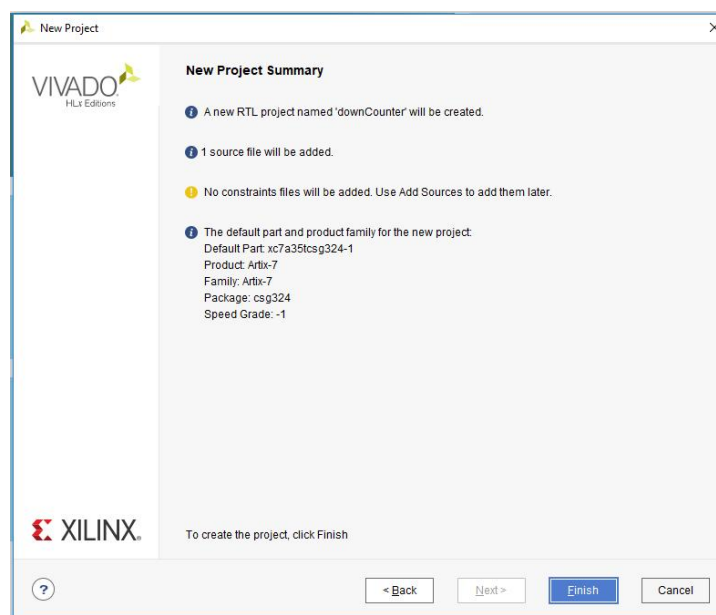 New Project
VIVADO
HLx Editions
New Project Summary
A new RTL project named 'downCounter' will be created.
1 source file will be added.
No constraints files will be added. Use Add Sources to add them later.
The default part and product family for the new project:
Default Part: xc7a35tcsg324-1
Product: Artix-7
Family: Artix-7
Package: csg324
Speed Grade: -1
XILINX
To create the project, click Finish
?
< Back
Next >
Finish
Cancel